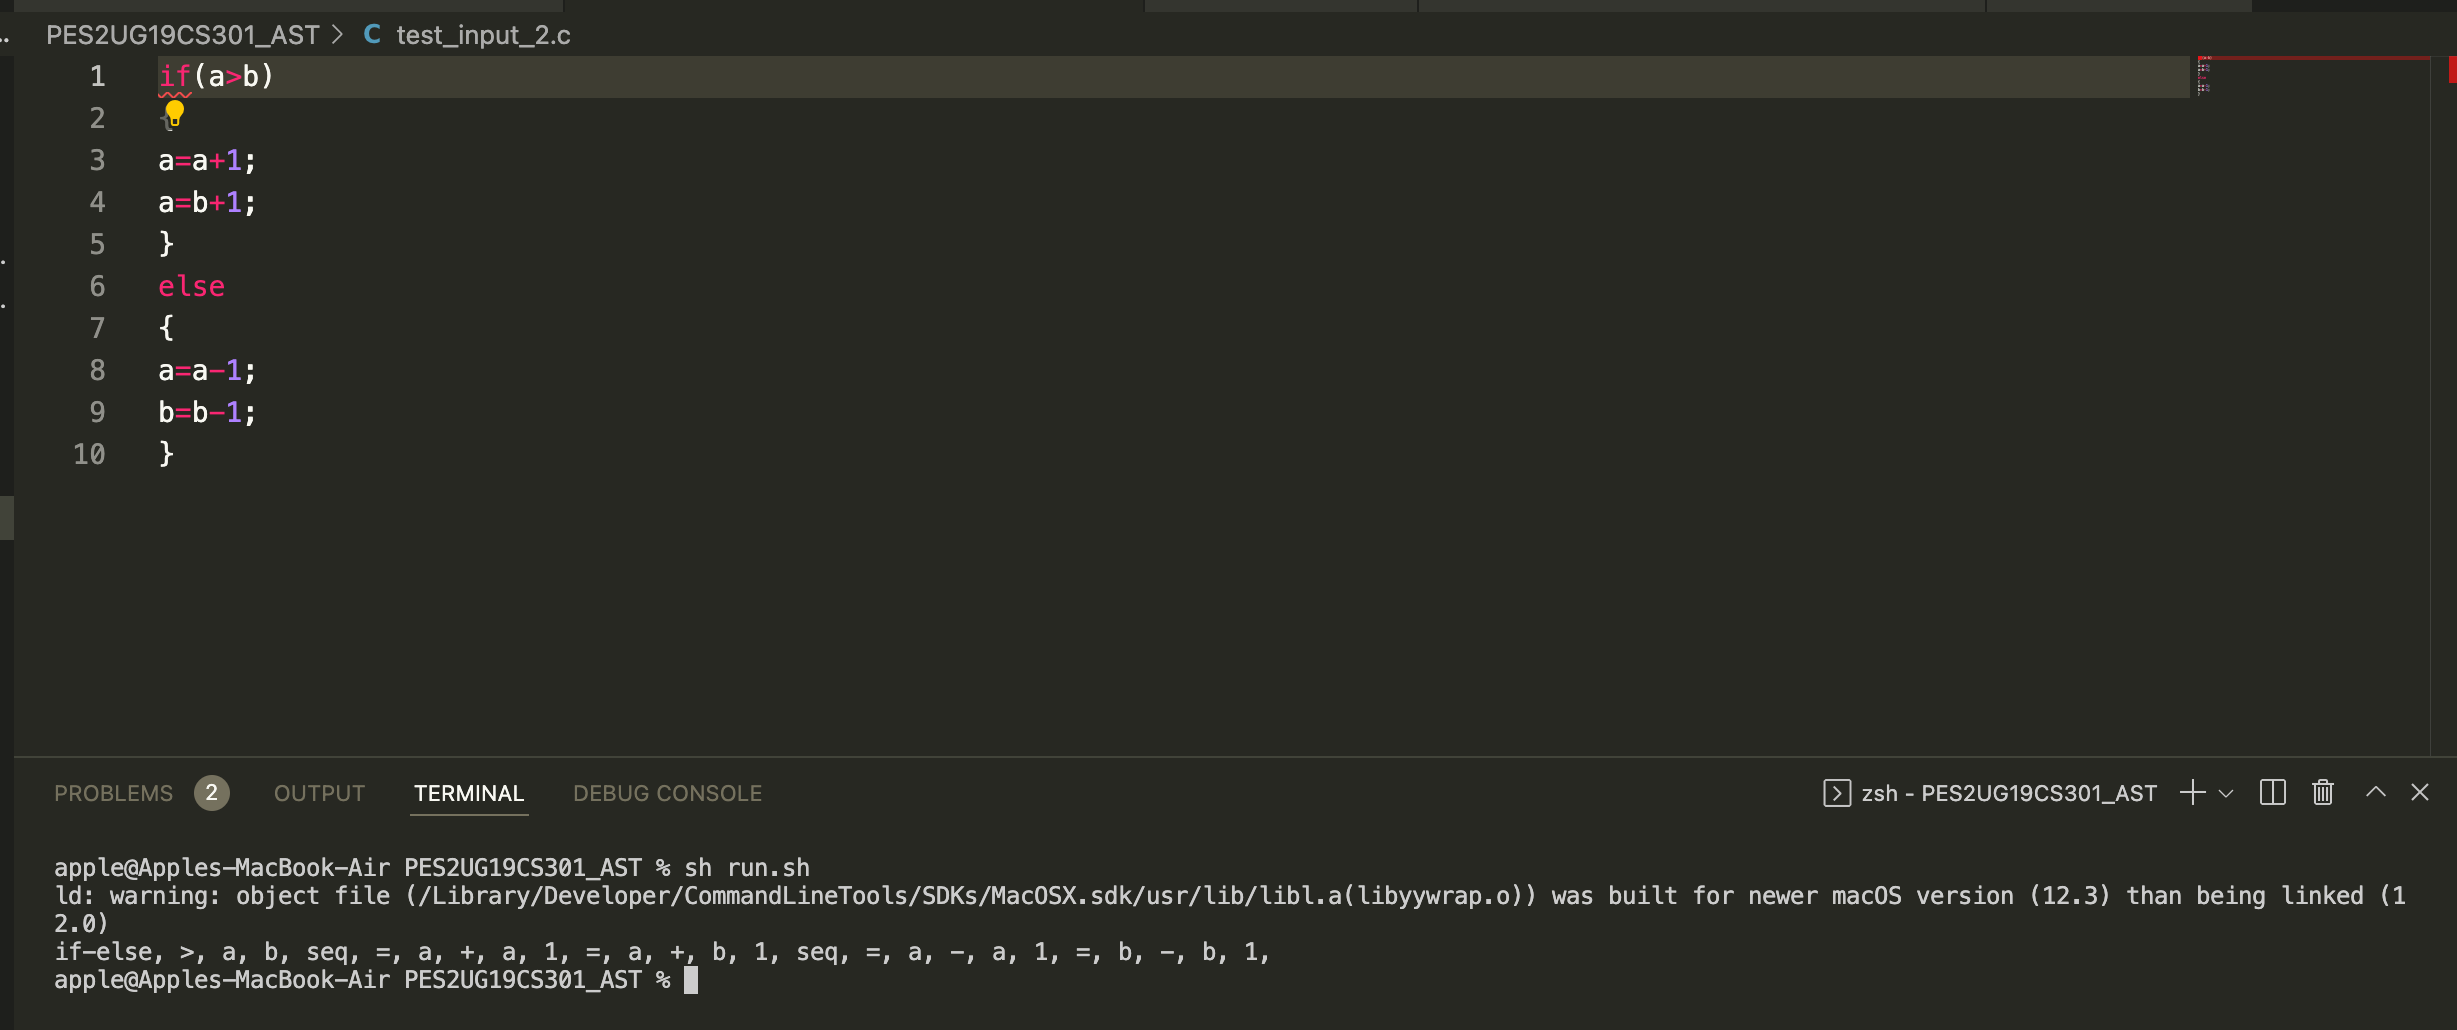 PES2UG19CS301_AST > C test_input_2.c
1 if(a>b)
2 {
3 a=a+1;
4 a=b+1;
5 }
6 else
7 {
8 a=a-1;
9 b=b-1;
10 }
PROBLEMS 2 OUTPUT TERMINAL DEBUG CONSOLE zsh - PES2UG19CS301_AST
apple@Apples-MacBook-Air PES2UG19CS301_AST % sh run.sh
ld: warning: object file (/Library/Developer/CommandLineTools/SDKs/MacOSX.sdk/usr/lib/libl.a(libyywrap.o)) was built for newer macOS version (12.3) than being linked (1
2.0)
if-else, >, a, b, seq, =, a, +, a, 1, =, a, +, b, 1, seq, =, a, -, a, 1, =, b, -, b, 1,
apple@Apples-MacBook-Air PES2UG19CS301_AST %